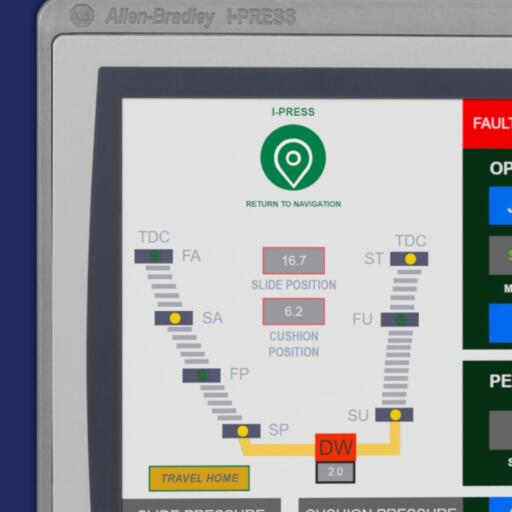 Allen-Bradley I-PRESS
I-PRESS
FAULT
RETURN TO NAVIGATION
TDC
FA
16.7
SLIDE POSITION
ST
TDC
6.2
CUSHION
POSITION
SA
FU
FP
SP
SU
DW
2.0
TRAVEL HOME
SLIDE PRESSURE
CUSHION PRESSURE
OP
PE